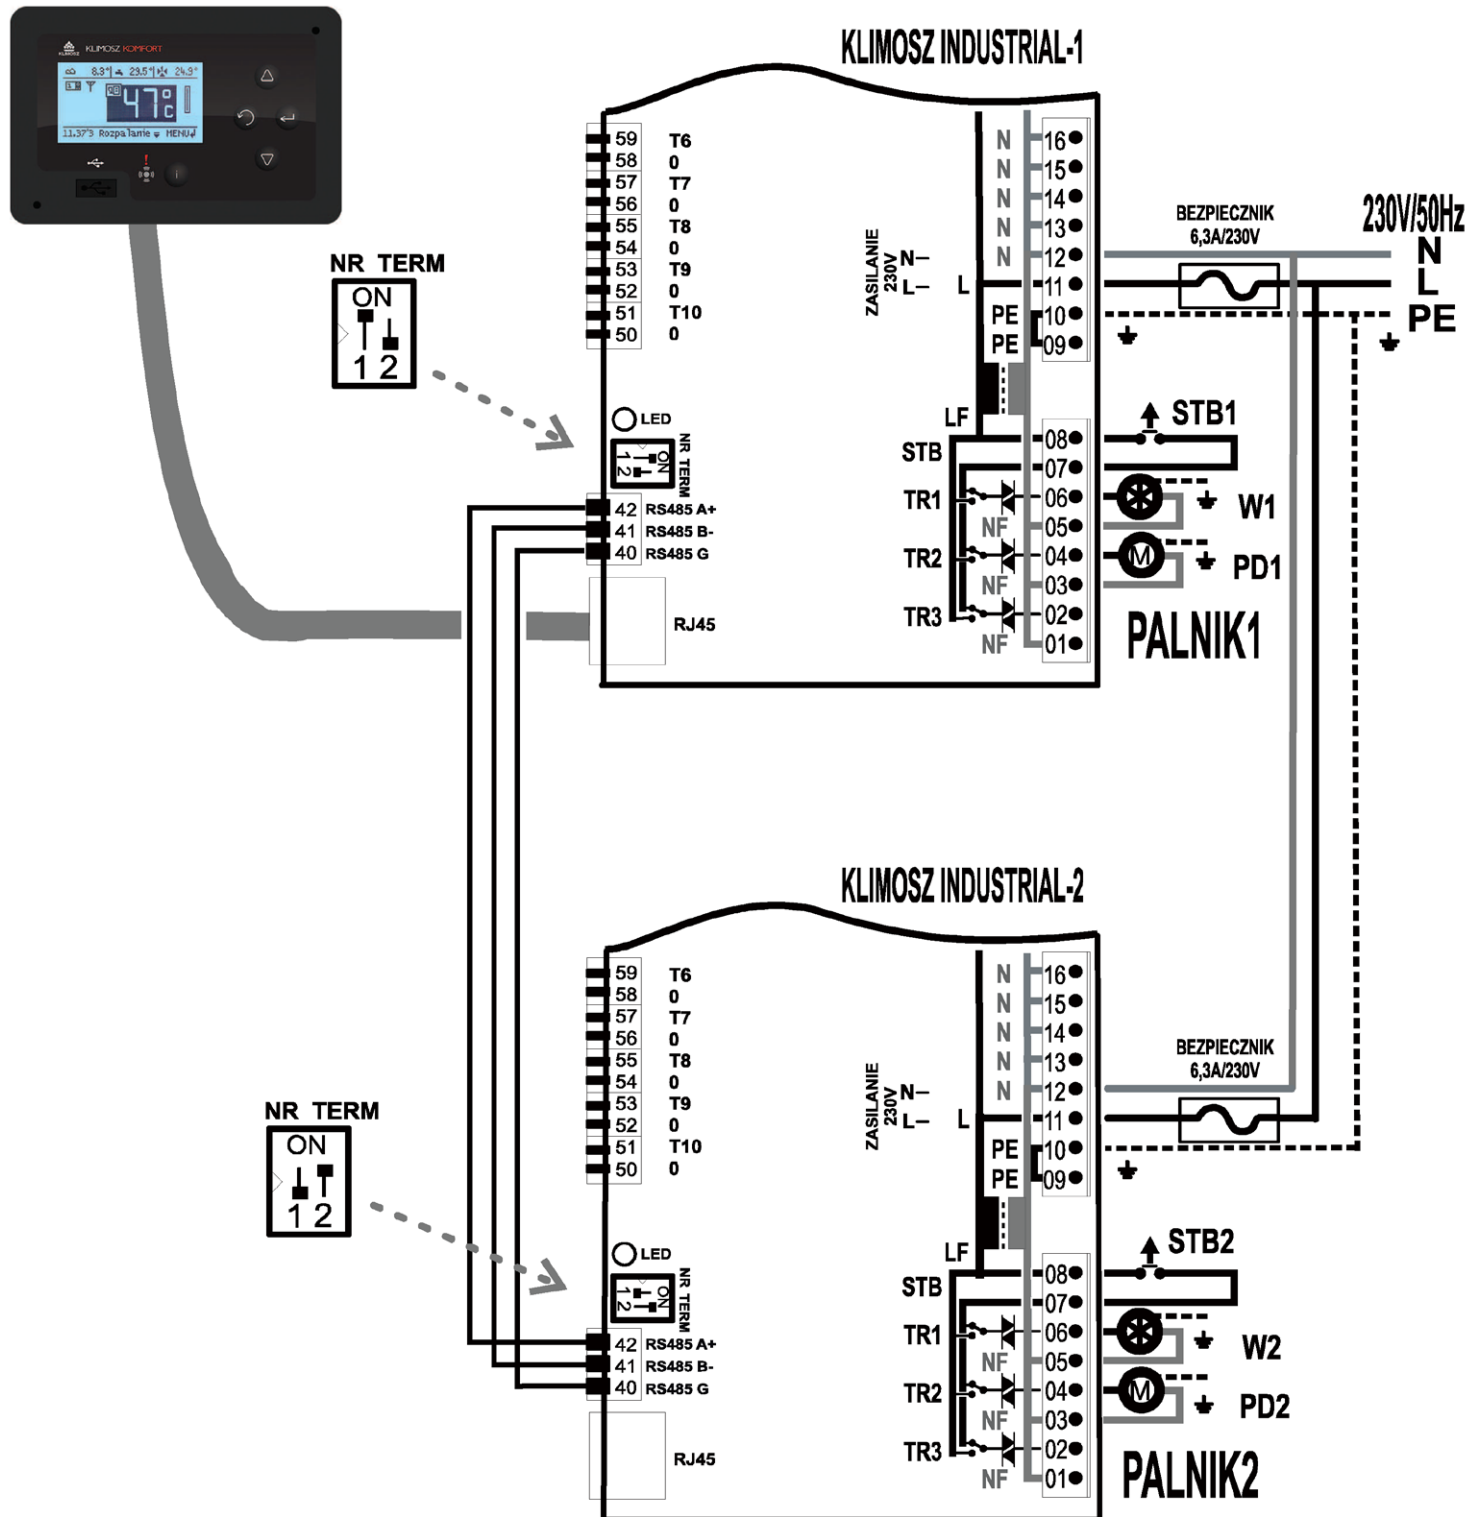 KLIMOSZ
KLIMOSZ KOMFORT
8.3° 29.5° 24.9°
47°C
11.37'3 Rozpalanie MENU
i
NR TERM
ON
1 2
KLIMOSZ INDUSTRIAL-1
59 T6
58 0
57 T7
56 0
55 T8
54 0
53 T9
52 0
51 T10
50 0
LED
1 2 ON
NR TERM
42 RS485 A+
41 RS485 B-
40 RS485 G
RJ45
N 16
N 15
N 14
N 13
N 12
ZASILANIE
230V
N–
L–
L 11
PE 10
PE 09
LF
STB 08
07
TR1 06
NF 05
TR2 04
NF 03
TR3 02
NF 01
BEZPIECZNIK
6,3A/230V
230V/50Hz
N
L
PE
STB1
W1
M
PD1
PALNIK1
KLIMOSZ INDUSTRIAL-2
NR TERM
ON
1 2
59 T6
58 0
57 T7
56 0
55 T8
54 0
53 T9
52 0
51 T10
50 0
LED
1 2 ON
NR TERM
42 RS485 A+
41 RS485 B-
40 RS485 G
RJ45
N 16
N 15
N 14
N 13
N 12
ZASILANIE
230V
N–
L–
L 11
PE 10
PE 09
LF
STB 08
07
TR1 06
NF 05
TR2 04
NF 03
TR3 02
NF 01
BEZPIECZNIK
6,3A/230V
STB2
W2
M
PD2
PALNIK2